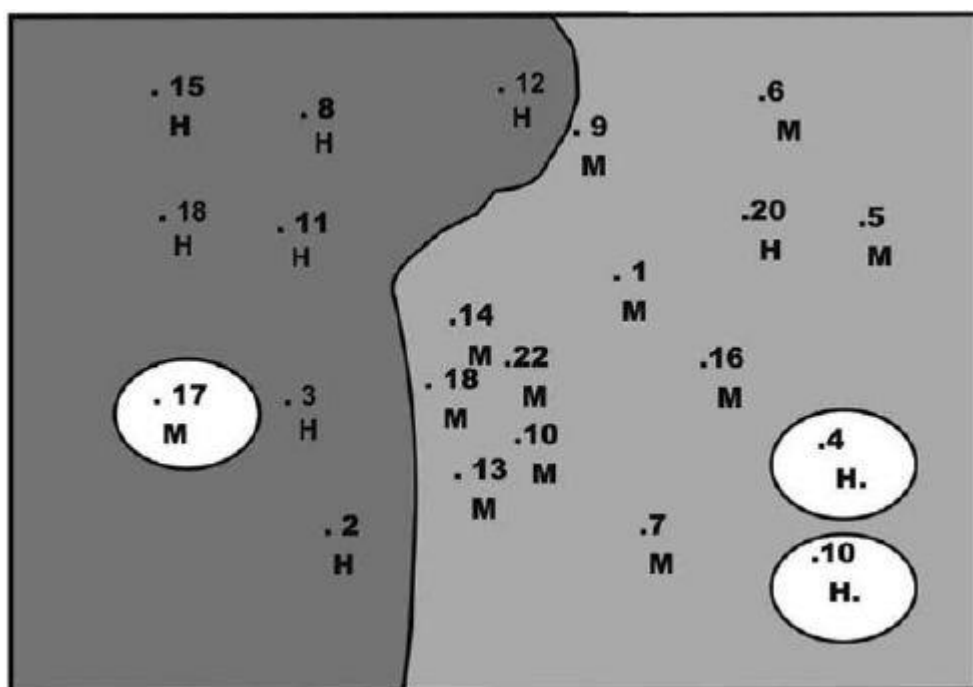 . 15
H
. 8
H
. 12
H
. 9
M
.6
M
. 18
H
. 11
H
.20
H
.5
M
. 1
M
.14
M
.22
M
. 18
M
.16
M
. 17
M
. 3
H
.10
M
. 13
M
.4
H.
. 2
H
.7
M
.10
H.